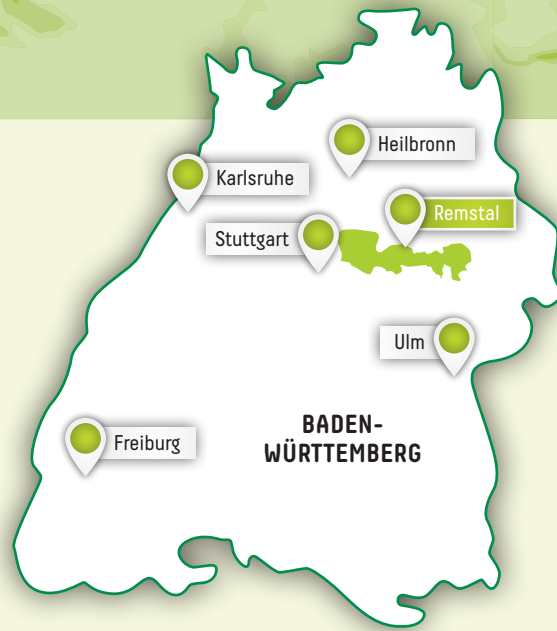 Heilbronn
Karlsruhe
Remstal
Stuttgart
Ulm
BADEN-
WÜRTTEMBERG
Freiburg